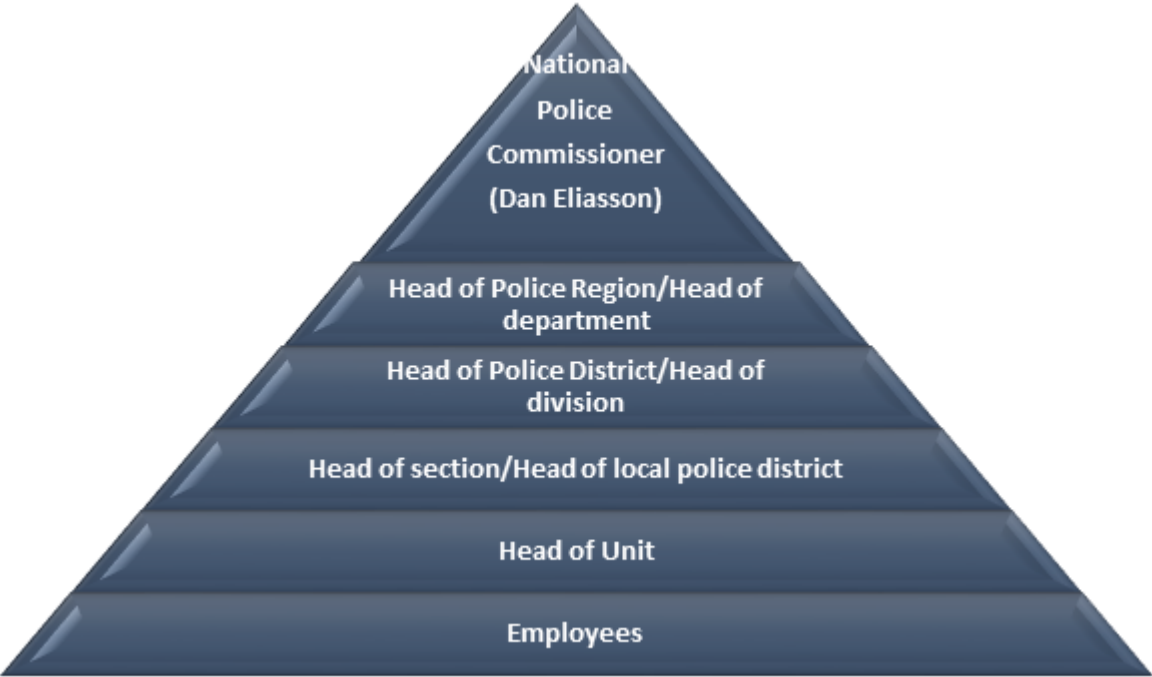 National
Police
Commissioner
(Dan Eliasson)
Head of Police Region/Head of
department
Head of Police District/Head of
division
Head of section/Head of local police district
Head of Unit
Employees